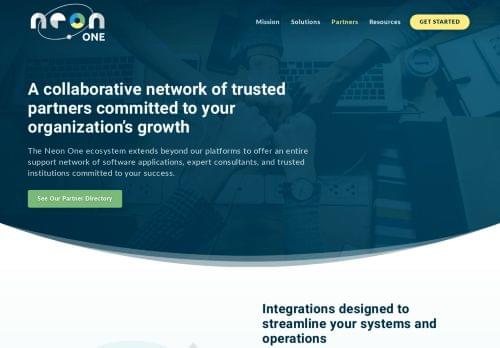 neon
ONE
Mission Solutions Partners Resources GET STARTED
A collaborative network of trusted
partners committed to your
organization's growth
The Neon One ecosystem extends beyond our platforms to offer an entire
support network of software applications, expert consultants, and trusted
institutions committed to your success.
See Our Partner Directory
Integrations designed to
streamline your systems and
operations